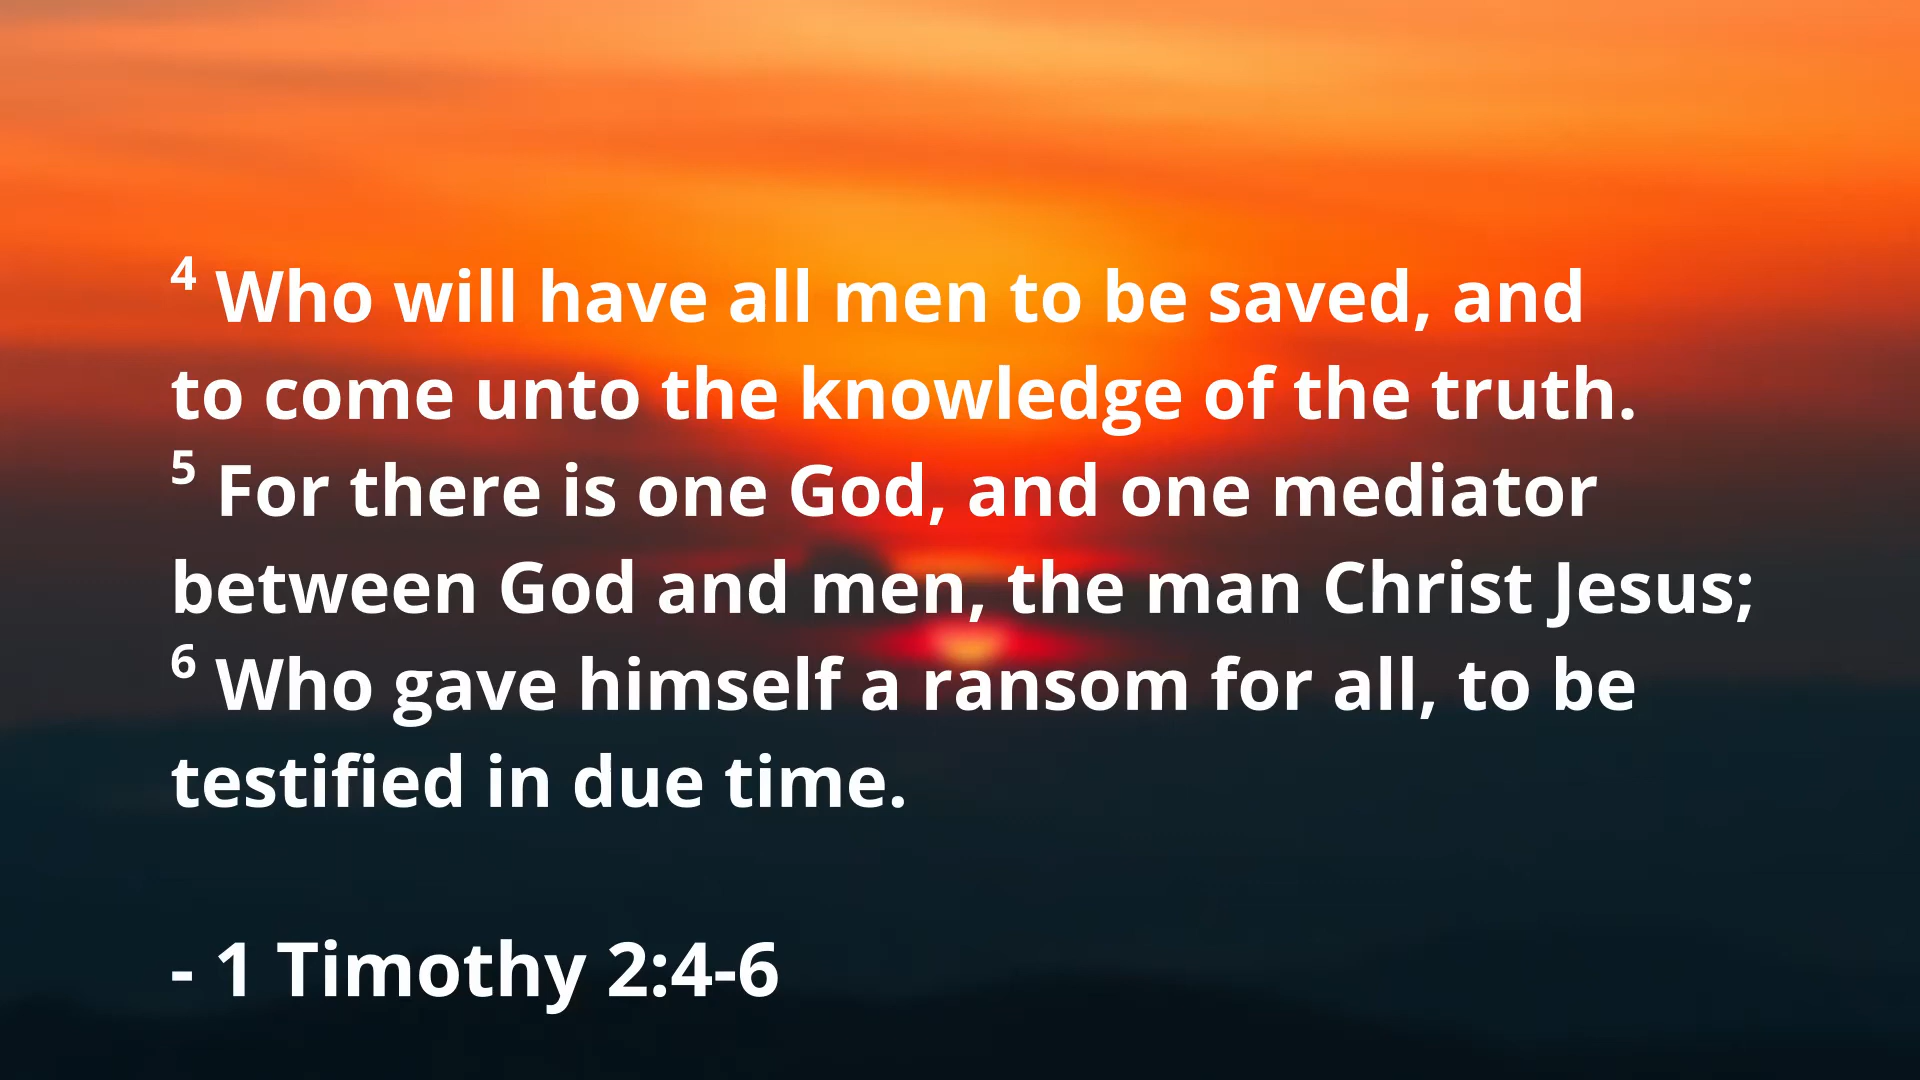 4 Who will have all men to be saved, and
to come unto the knowledge of the truth.
5 For there is one God, and one mediator
between God and men, the man Christ Jesus;
6 Who gave himself a ransom for all, to be
testified in due time.
- 1 Timothy 2:4-6